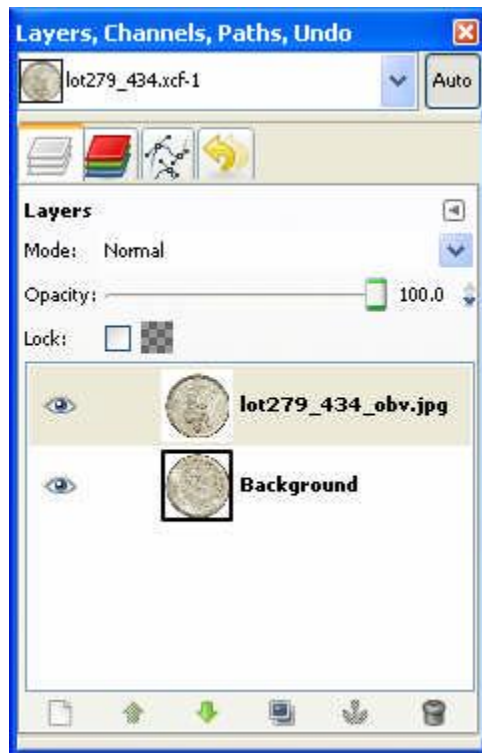 Layers, Channels, Paths, Undo
lot279_434.xcf-1
Auto
Layers
Mode: Normal
Opacity: 100.0
Lock:
lot279_434_obv.jpg
Background